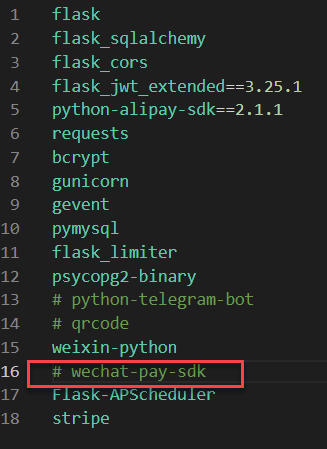 1 flask
2 flask_sqlalchemy
3 flask_cors
4 flask_jwt_extended==3.25.1
5 python-alipay-sdk==2.1.1
6 requests
7 bcrypt
8 gunicorn
9 gevent
10 pymysql
11 flask_limiter
12 psycopg2-binary
13 # python-telegram-bot
14 # qrcode
15 weixin-python
16 # wechat-pay-sdk
17 Flask-APScheduler
18 stripe